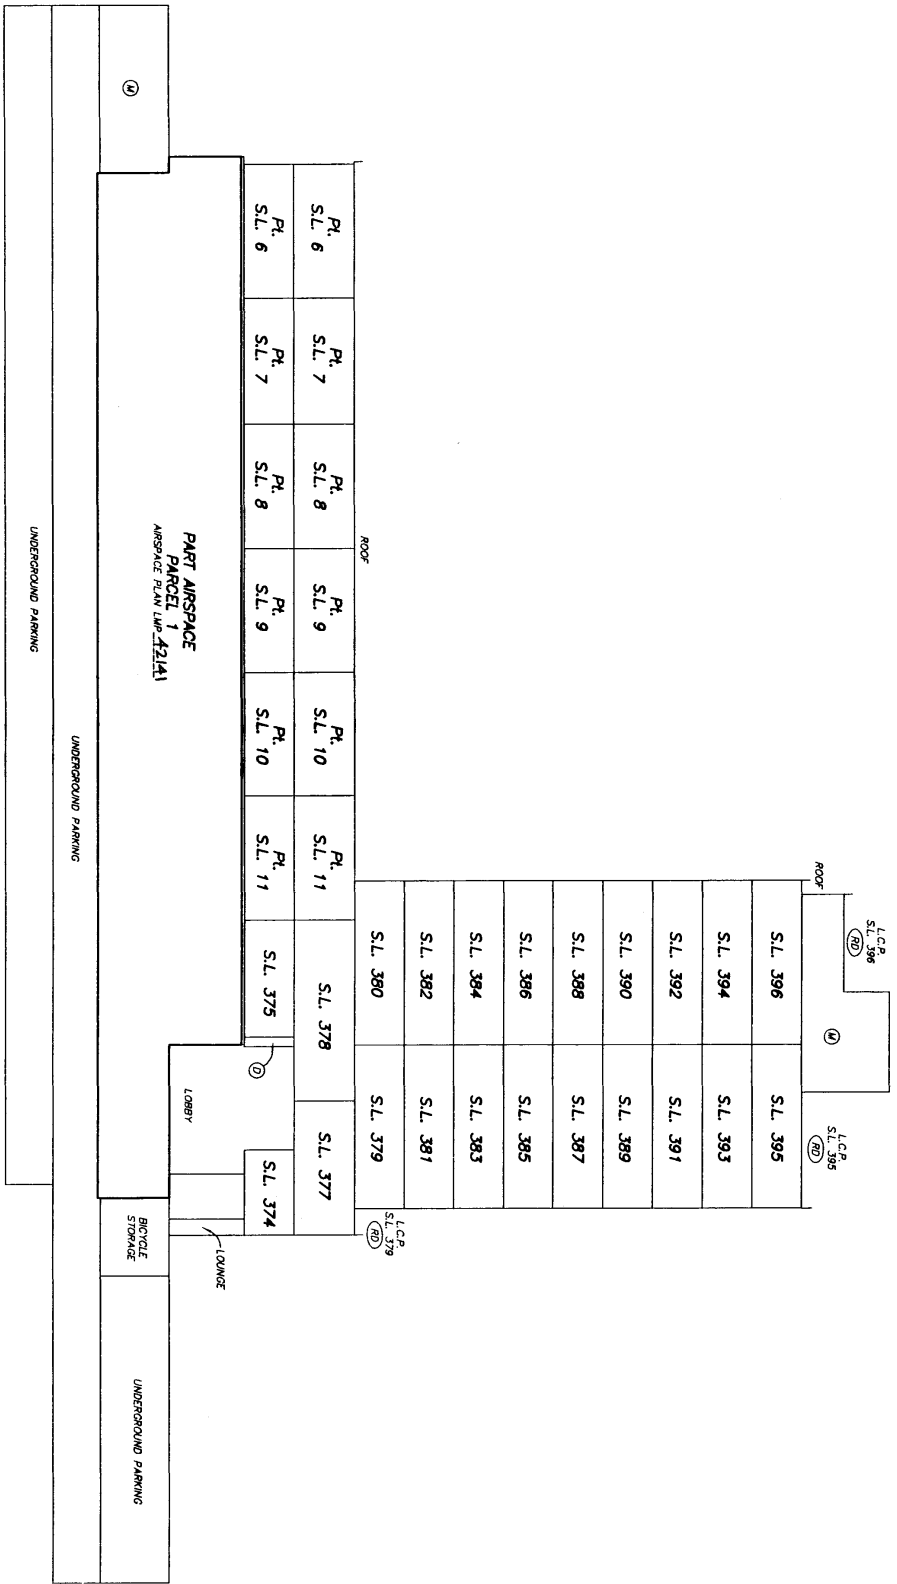 L.C.P.
S.L. 396
RD
L.C.P.
S.L. 395
RD
ROOF
M
S.L. 396
S.L. 395
S.L. 394
S.L. 393
S.L. 392
S.L. 391
S.L. 390
S.L. 389
S.L. 388
S.L. 387
S.L. 386
S.L. 385
S.L. 384
S.L. 383
S.L. 382
S.L. 381
S.L. 380
S.L. 379
L.C.P.
S.L. 379
RD
ROOF
Pt.
S.L. 6
Pt.
S.L. 7
Pt.
S.L. 8
Pt.
S.L. 9
Pt.
S.L. 10
Pt.
S.L. 11
S.L. 378
S.L. 377
Pt.
S.L. 6
Pt.
S.L. 7
Pt.
S.L. 8
Pt.
S.L. 9
Pt.
S.L. 10
Pt.
S.L. 11
S.L. 375
D
S.L. 374
LOBBY
LOUNGE
PART AIRSPACE
PARCEL 1
AIRSPACE PLAN LMP 42141
M
BICYCLE
STORAGE
UNDERGROUND PARKING
UNDERGROUND PARKING
UNDERGROUND PARKING